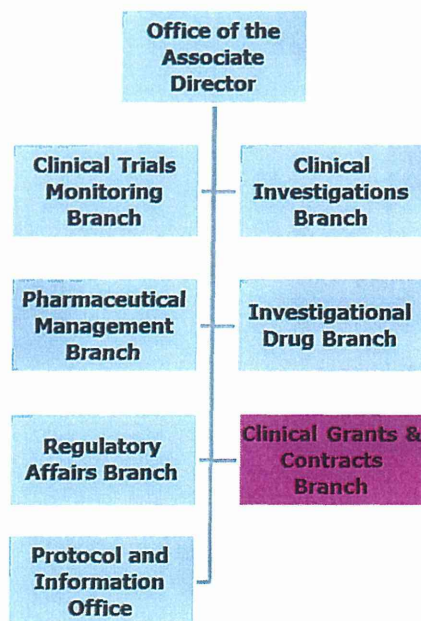 Office of the
Associate
Director
Clinical Trials
Monitoring
Branch
Clinical
Investigations
Branch
Pharmaceutical
Management
Branch
Investigational
Drug Branch
Regulatory
Affairs Branch
Clinical Grants &
Contracts
Branch
Protocol and
Information
Office